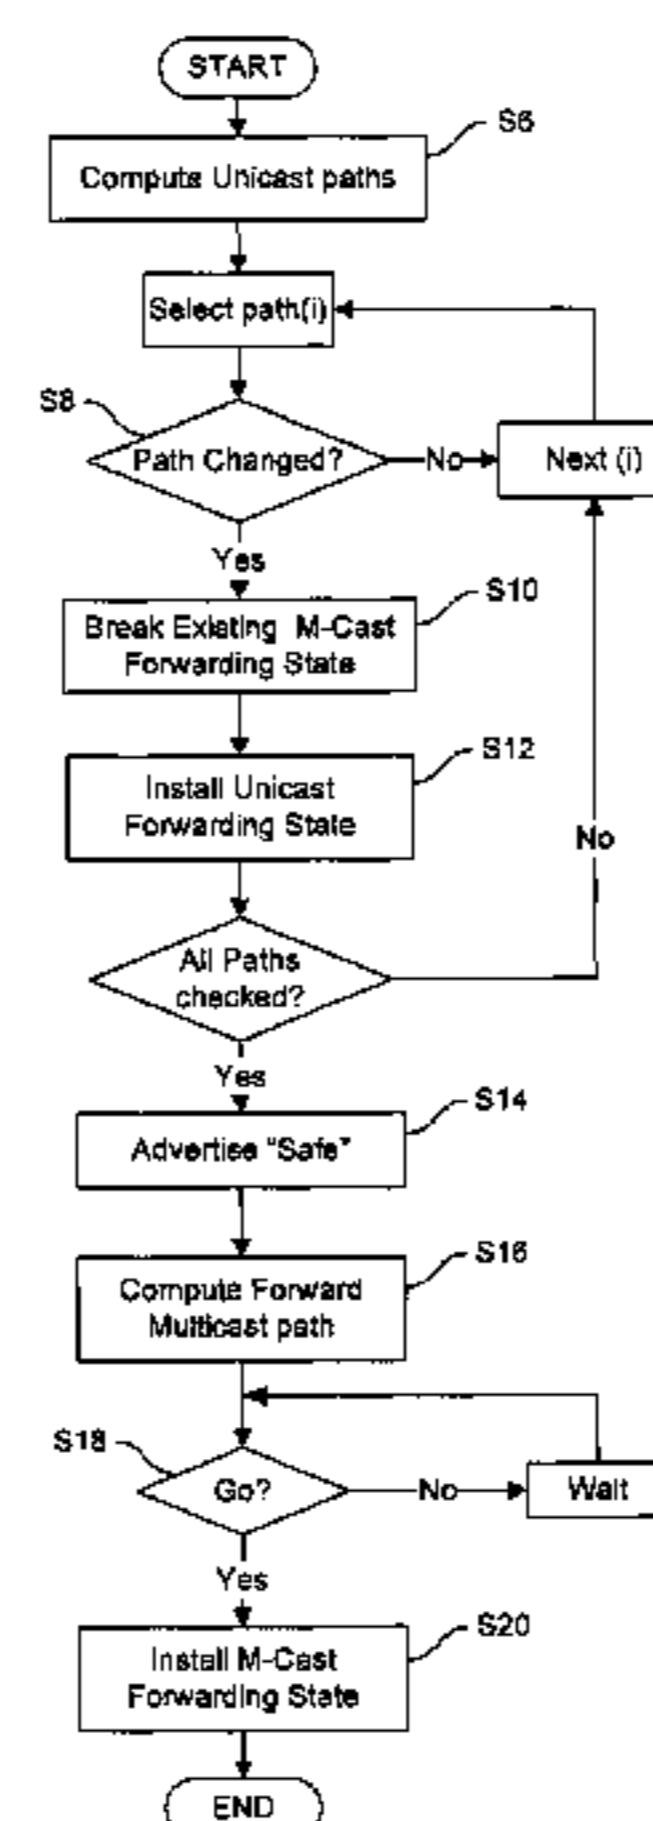 START
S6
Compute Unicast paths
Select path(i)
S8
Path Changed?
No
Next (i)
Yes
S10
Break Existing M-Cast
Forwarding State
S12
Install Unicast
Forwarding State
No
All Paths
checked?
Yes
S14
Advertise "Safe"
S16
Compute Forward
Multicast path
S18
Go?
No
Wait
Yes
S20
Install M-Cast
Forwarding State
END